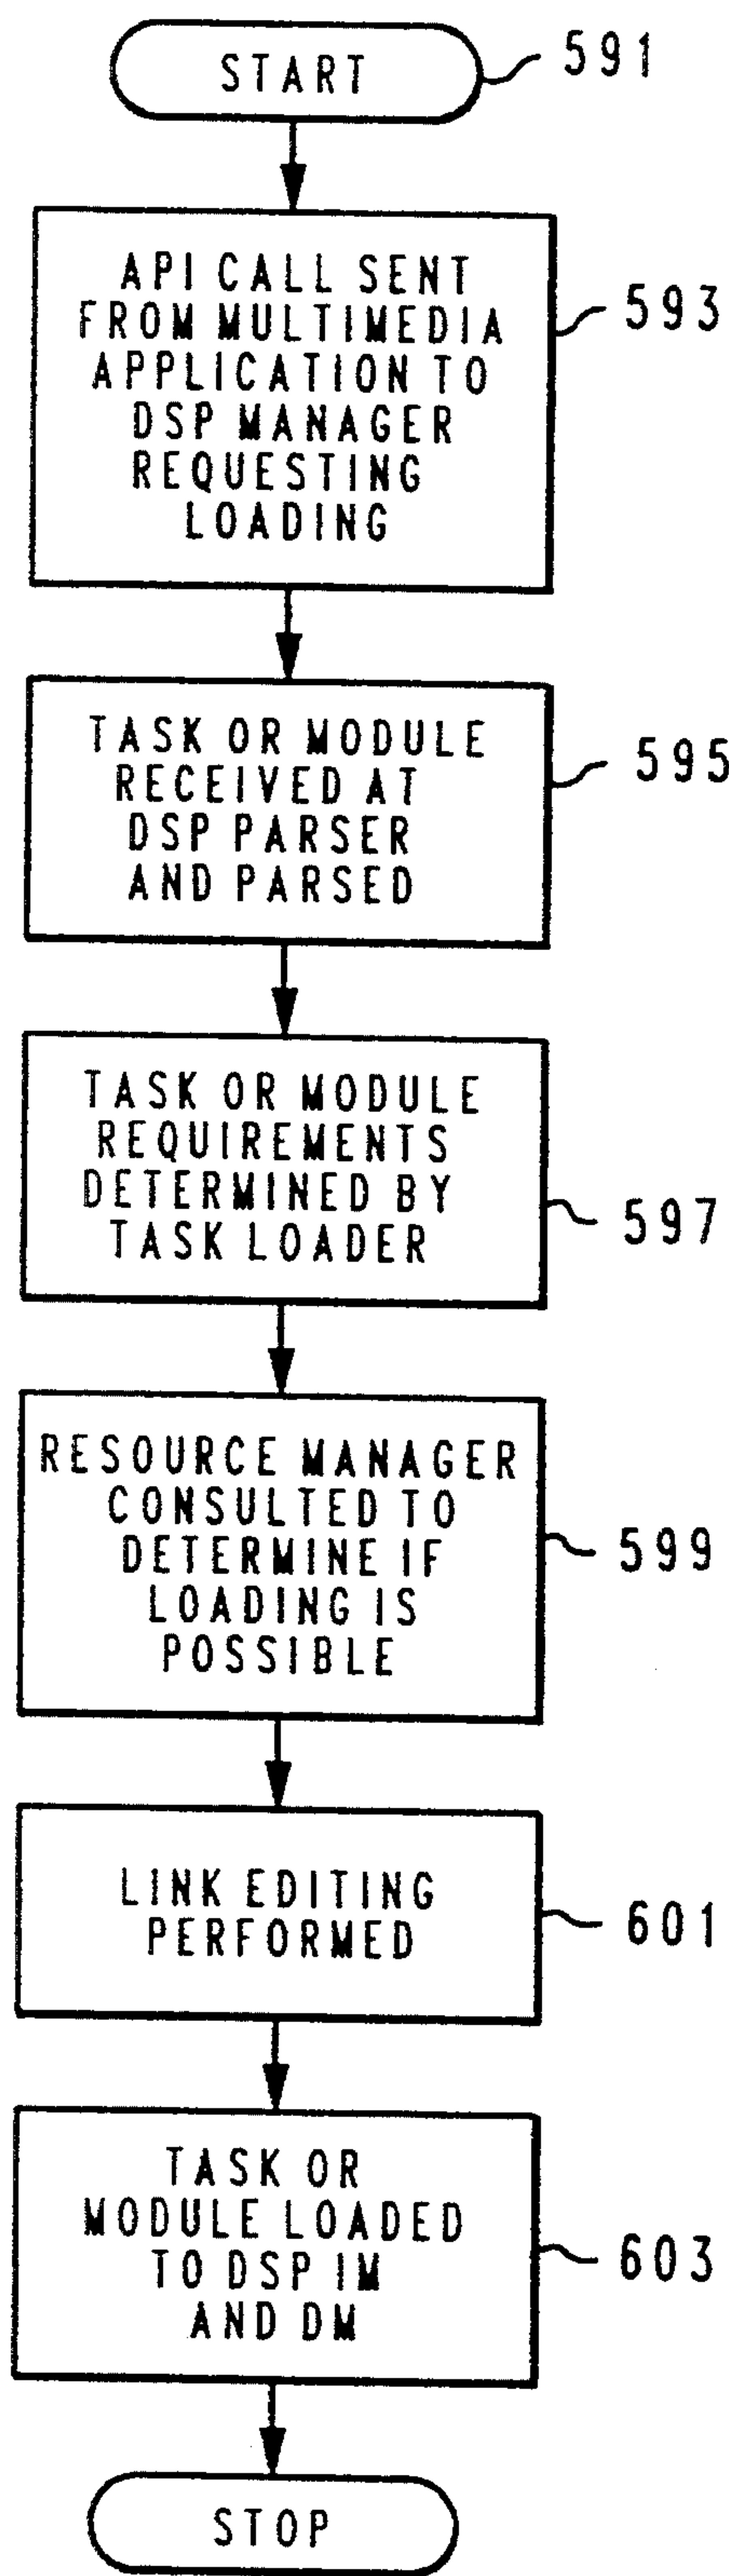 START
591
API CALL SENT
FROM MULTIMEDIA
APPLICATION TO
DSP MANAGER
REQUESTING
LOADING
593
TASK OR MODULE
RECEIVED AT
DSP PARSER
AND PARSED
595
TASK OR MODULE
REQUIREMENTS
DETERMINED BY
TASK LOADER
597
RESOURCE MANAGER
CONSULTED TO
DETERMINE IF
LOADING IS
POSSIBLE
599
LINK EDITING
PERFORMED
601
TASK OR
MODULE LOADED
TO DSP IM
AND DM
603
STOP